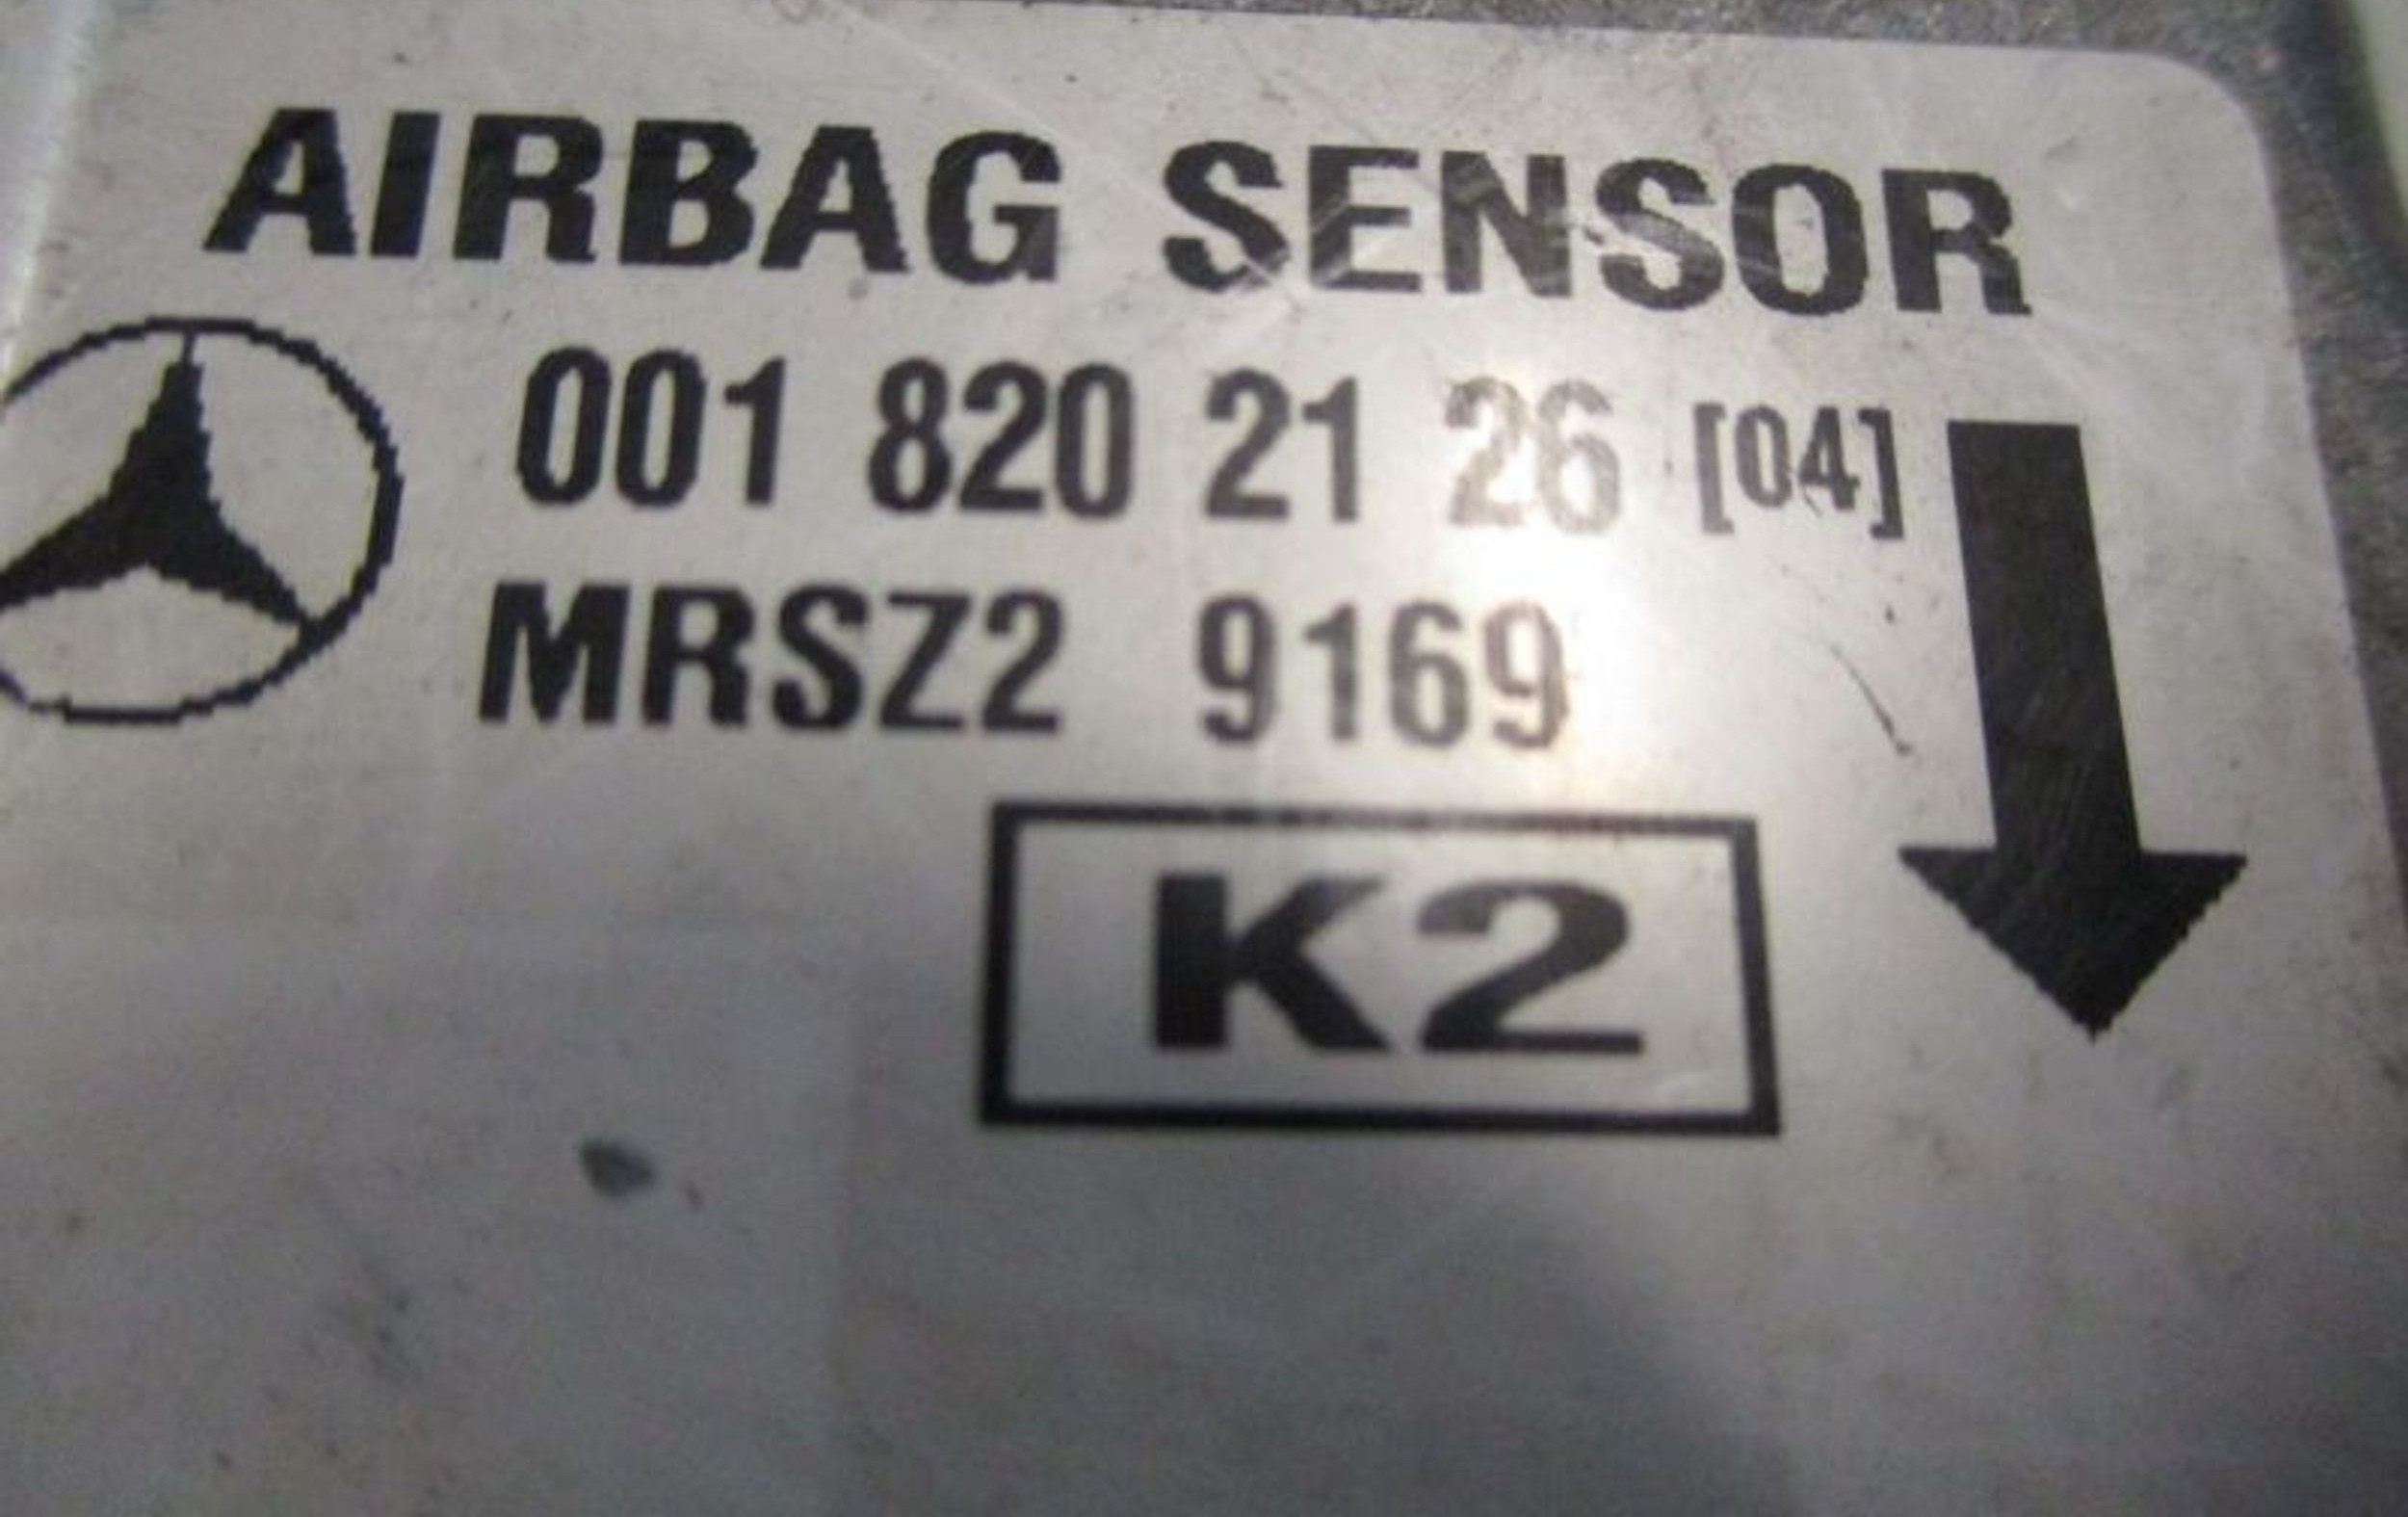 AIRBAG SENSOR
001 820 21 26 [04]
MRSZ2 9169
K2